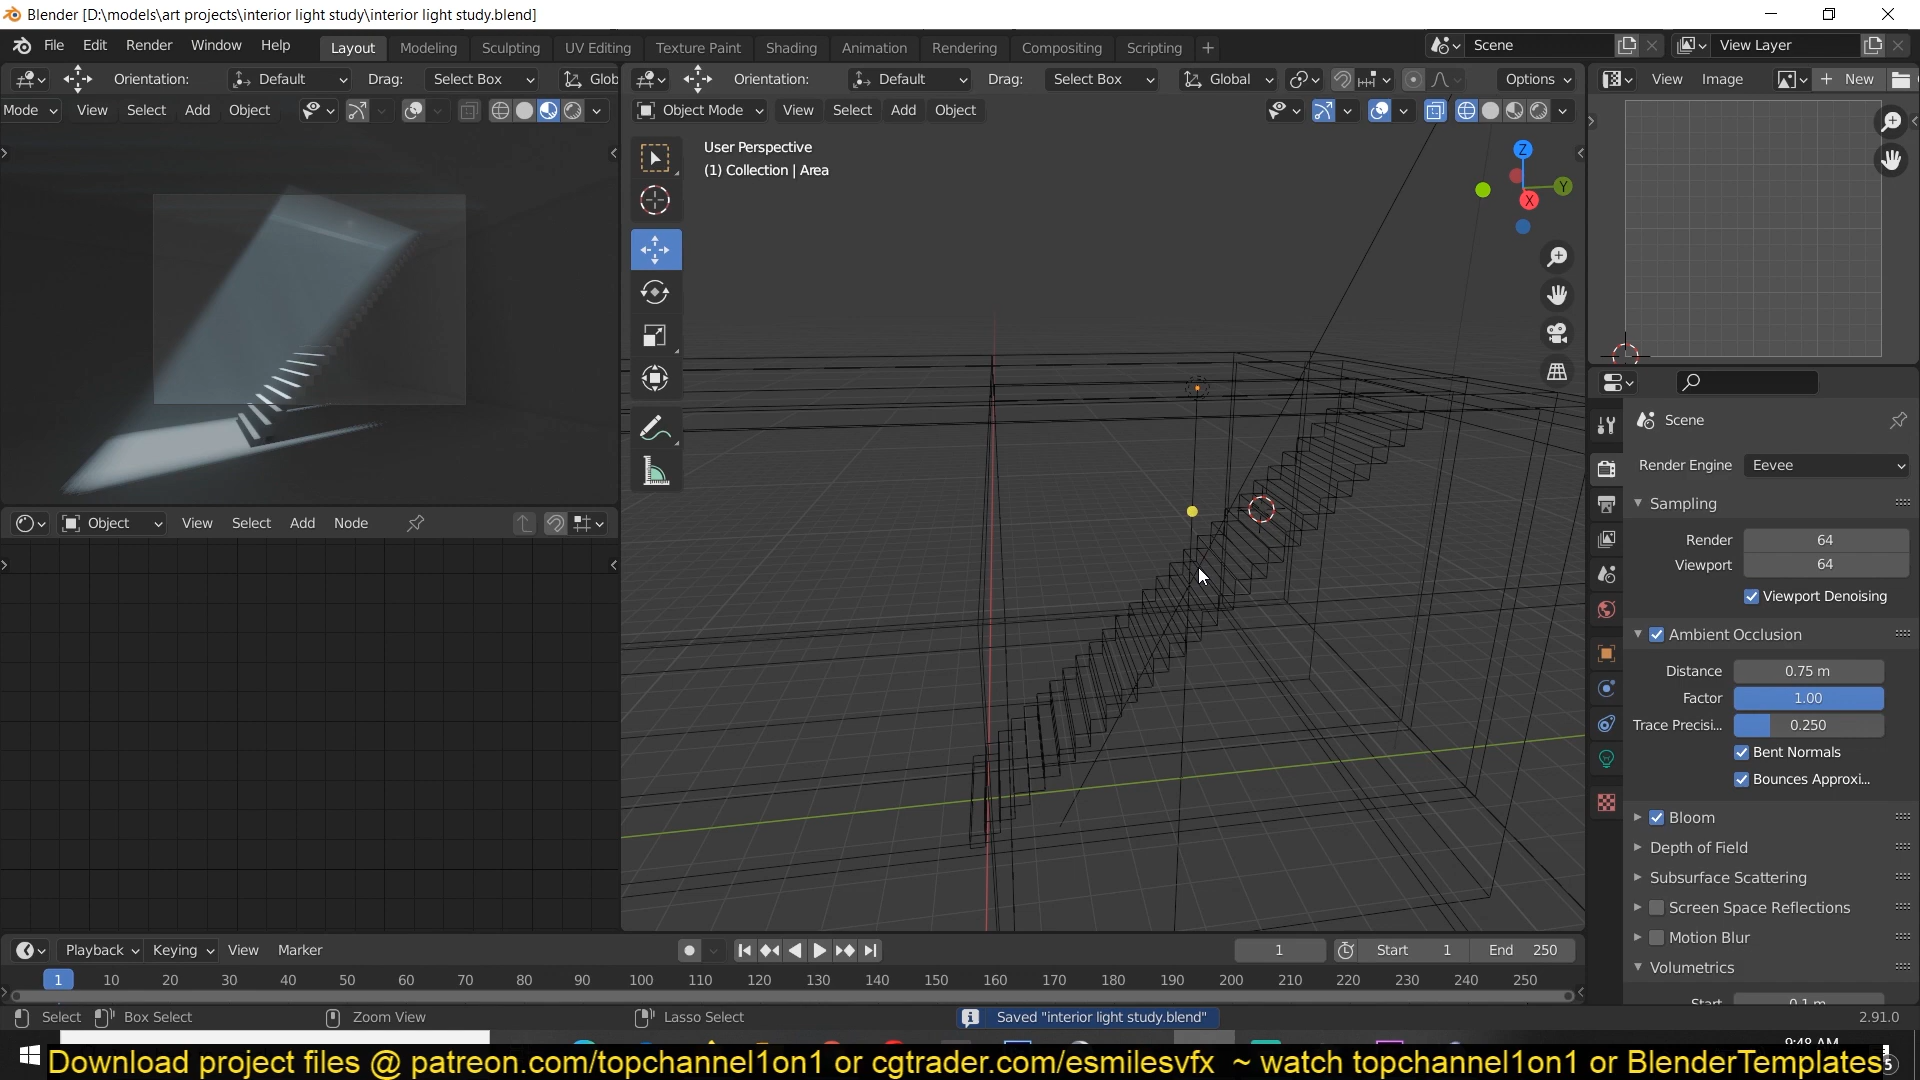 Blender [D:\models\art projects\interior light study\interior light study.blend]
File Edit Render Window Help Layout Modeling Sculpting UV Editing Texture Paint Shading Animation Rendering Compositing Scripting + Scene View Layer
Orientation: Default Drag: Select Box Glob Orientation: Default Drag: Select Box Global Options View Image New
Mode View Select Add Object Object Mode View Select Add Object
User Perspective
(1) Collection | Area
Z
Y
X
Scene
Render Engine Eevee
Sampling
Render 64
Viewport 64
Viewport Denoising
Ambient Occlusion
Distance 0.75 m
Factor 1.00
Trace Precisi... 0.250
Bent Normals
Bounces Approxi...
Bloom
Depth of Field
Subsurface Scattering
Screen Space Reflections
Motion Blur
Volumetrics
Start 0.1 m
Object View Select Add Node
Playback Keying View Marker 1 Start 1 End 250
1 10 20 30 40 50 60 70 80 90 100 110 120 130 140 150 160 170 180 190 200 210 220 230 240 250
Select Box Select Zoom View Lasso Select Saved "interior light study.blend" 2.91.0
9:48 AM
Download project files @ patreon.com/topchannel1on1 or cgtrader.com/esmilesvfx ~ watch topchannel1on1 or BlenderTemplates